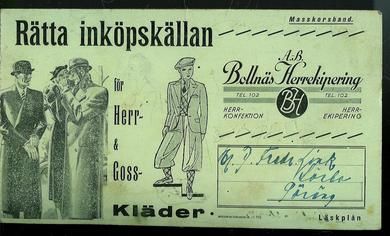 Masskorsband.
Rätta inköpskällan
för
Herr-
&
Goss-
Kläder.
A.B.
Bollnäs Herrekipering
TEL. 102
BH
TEL. 102
HERR-
KONFEKTION
HERR-
EKIPERING
Läskplån